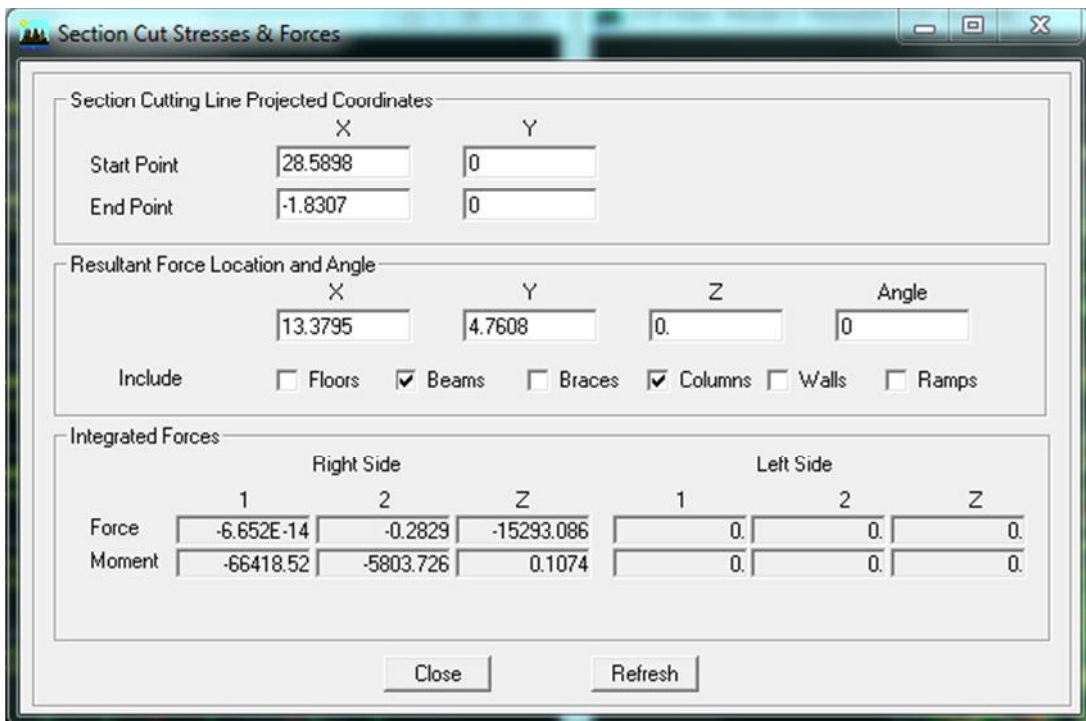 Section Cut Stresses & Forces
Section Cutting Line Projected Coordinates
X Y
Start Point 28.5898 0
End Point -1.8307 0
Resultant Force Location and Angle
X Y Z Angle
13.3795 4.7608 0. 0
Include Floors Beams Braces Columns Walls Ramps
Integrated Forces
Right Side Left Side
1 2 Z 1 2 Z
Force -6.652E-14 -0.2829 -15293.086 0. 0. 0.
Moment -66418.52 -5803.726 0.1074 0. 0. 0.
Close Refresh